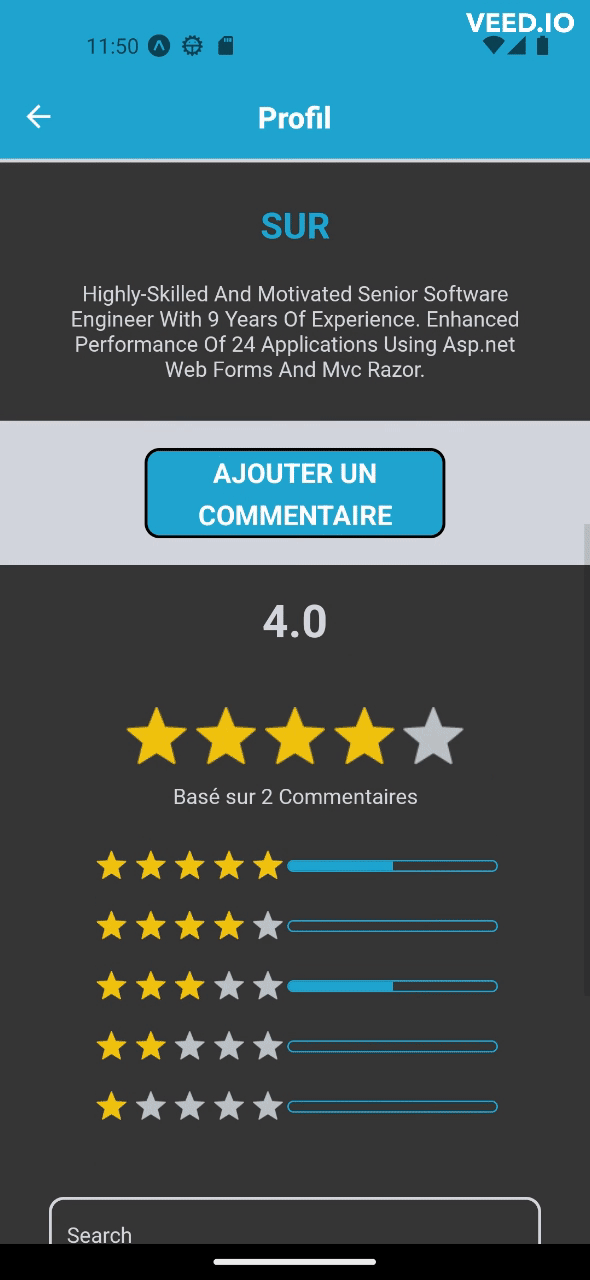 VEED.IO
11:50
Profil
SUR
Highly-Skilled And Motivated Senior Software
Engineer With 9 Years Of Experience. Enhanced
Performance Of 24 Applications Using Asp.net
Web Forms And Mvc Razor.
AJOUTER UN
COMMENTAIRE
4.0
Basé sur 2 Commentaires
Search